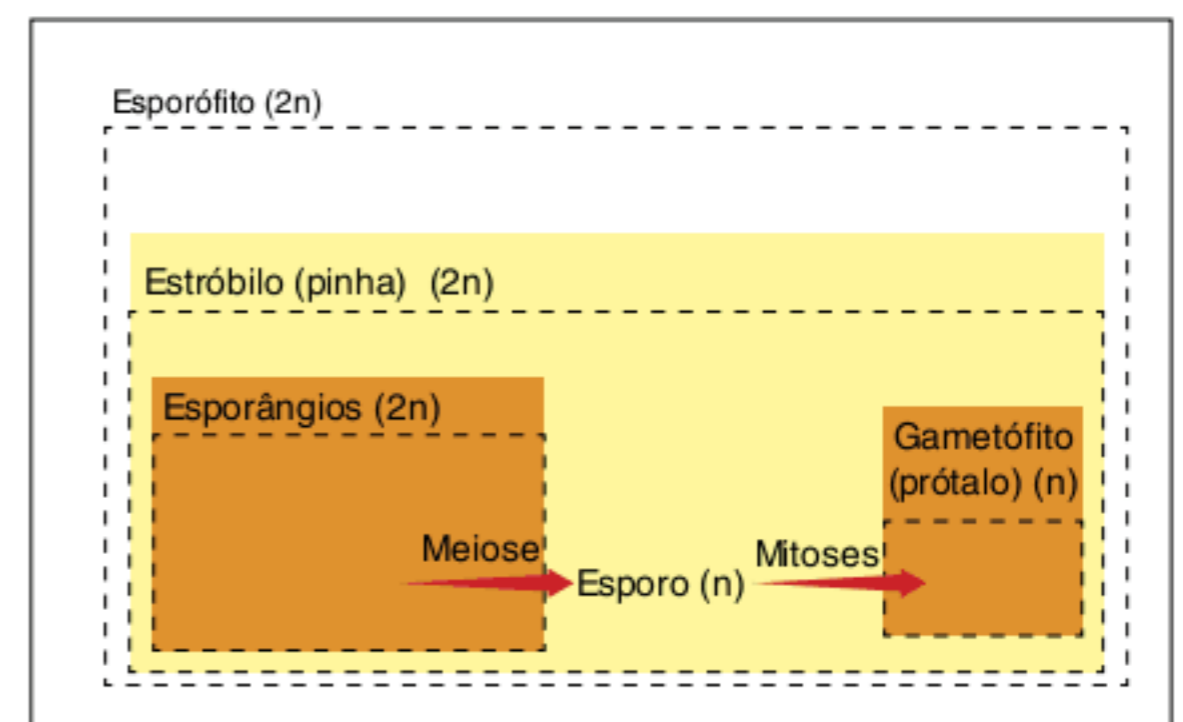 Esporófito (2n)
Estróbilo (pinha) (2n)
Esporângios (2n)
Gametófito
(prótalo) (n)
Meiose
Esporo (n)
Mitoses